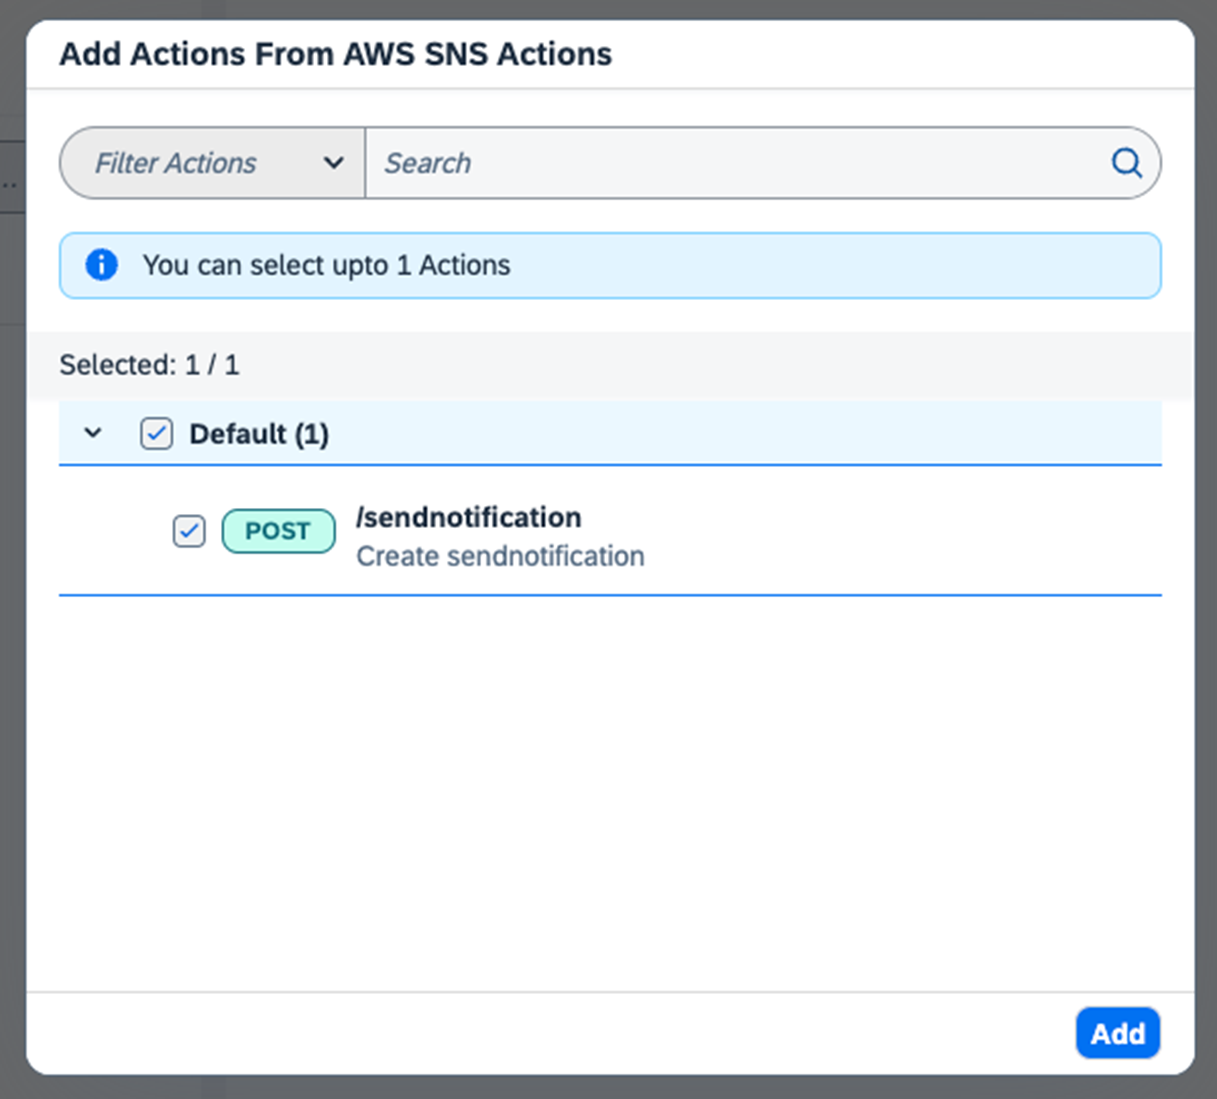 Add Actions From AWS SNS Actions
Filter Actions Search
You can select upto 1 Actions
Selected: 1 / 1
Default (1)
POST /sendnotification
Create sendnotification
Add